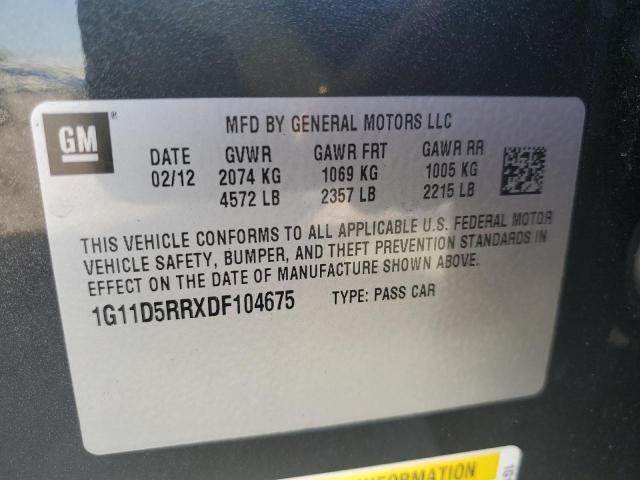 GM®
MFD BY GENERAL MOTORS LLC
DATE GVWR GAWR FRT GAWR RR
02/12 2074 KG 1069 KG 1005 KG
4572 LB 2357 LB 2215 LB
THIS VEHICLE CONFORMS TO ALL APPLICABLE U.S. FEDERAL MOTOR
VEHICLE SAFETY, BUMPER, AND THEFT PREVENTION STANDARDS IN
EFFECT ON THE DATE OF MANUFACTURE SHOWN ABOVE.
1G11D5RRXDF104675 TYPE: PASS CAR
INFORMATION